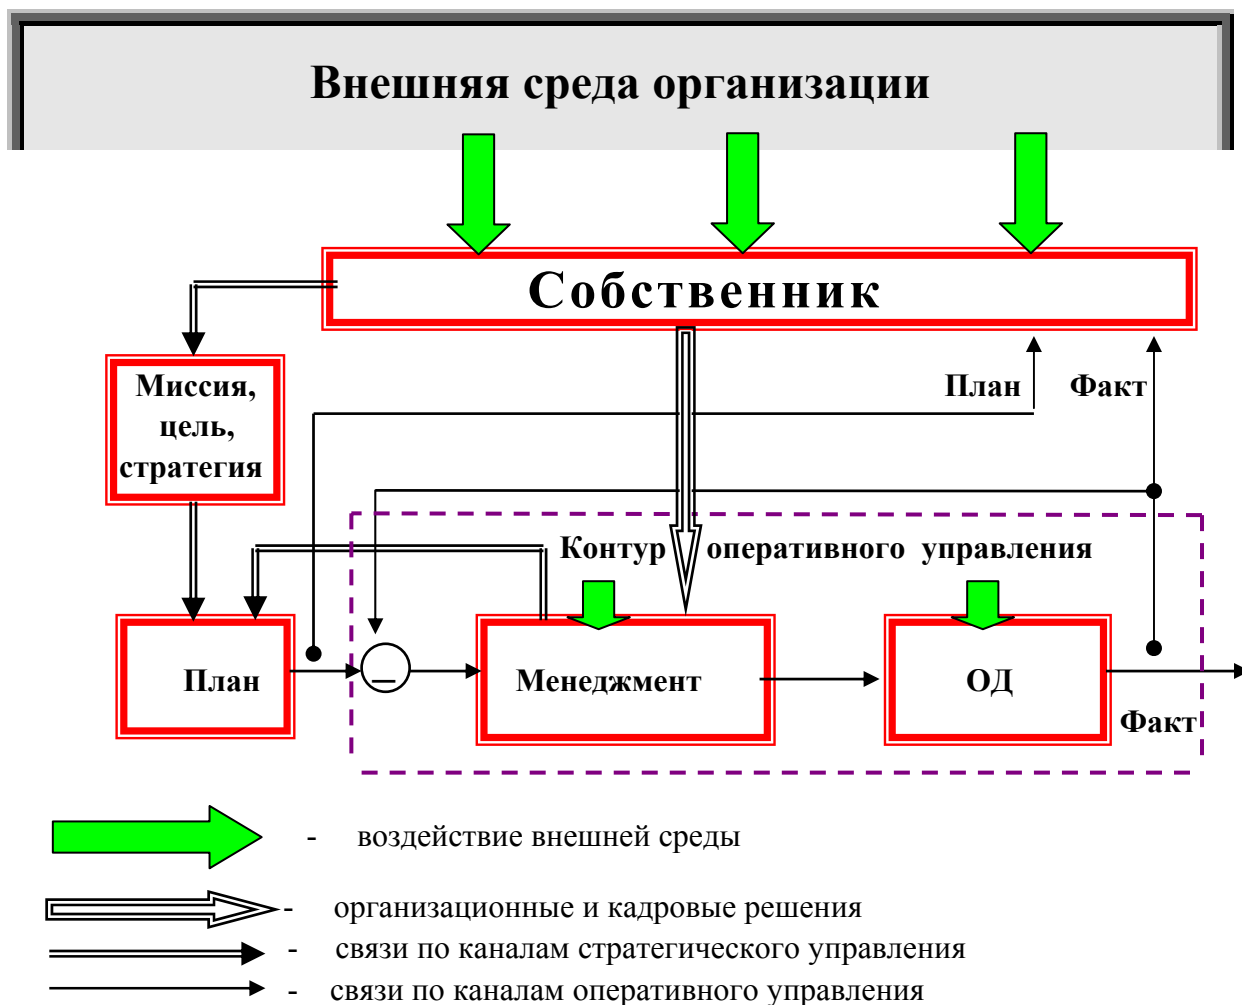 Внешняя среда организации
Собственник
Миссия,
цель,
стратегия
План
Факт
Контур оперативного управления
План
–
Менеджмент
ОД
Факт
- воздействие внешней среды
- организационные и кадровые решения
- связи по каналам стратегического управления
- связи по каналам оперативного управления